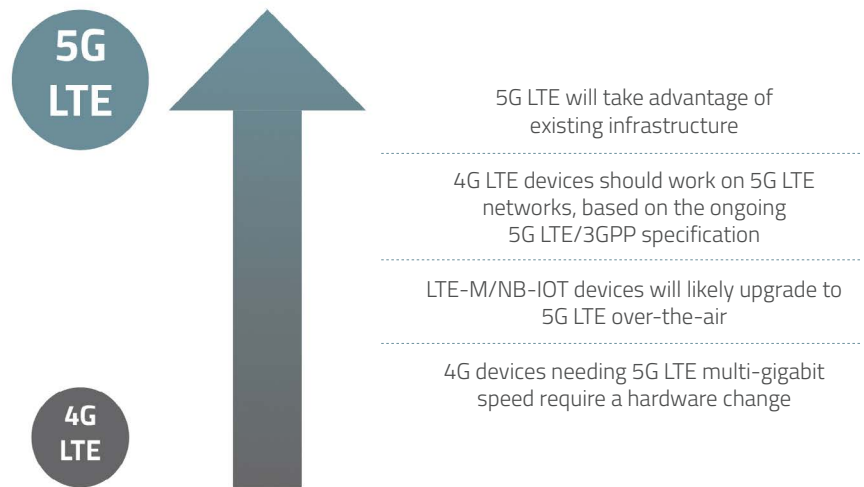 5G
LTE
5G LTE will take advantage of
existing infrastructure
4G LTE devices should work on 5G LTE
networks, based on the ongoing
5G LTE/3GPP specification
LTE-M/NB-IOT devices will likely upgrade to
5G LTE over-the-air
4G devices needing 5G LTE multi-gigabit
speed require a hardware change
4G
LTE